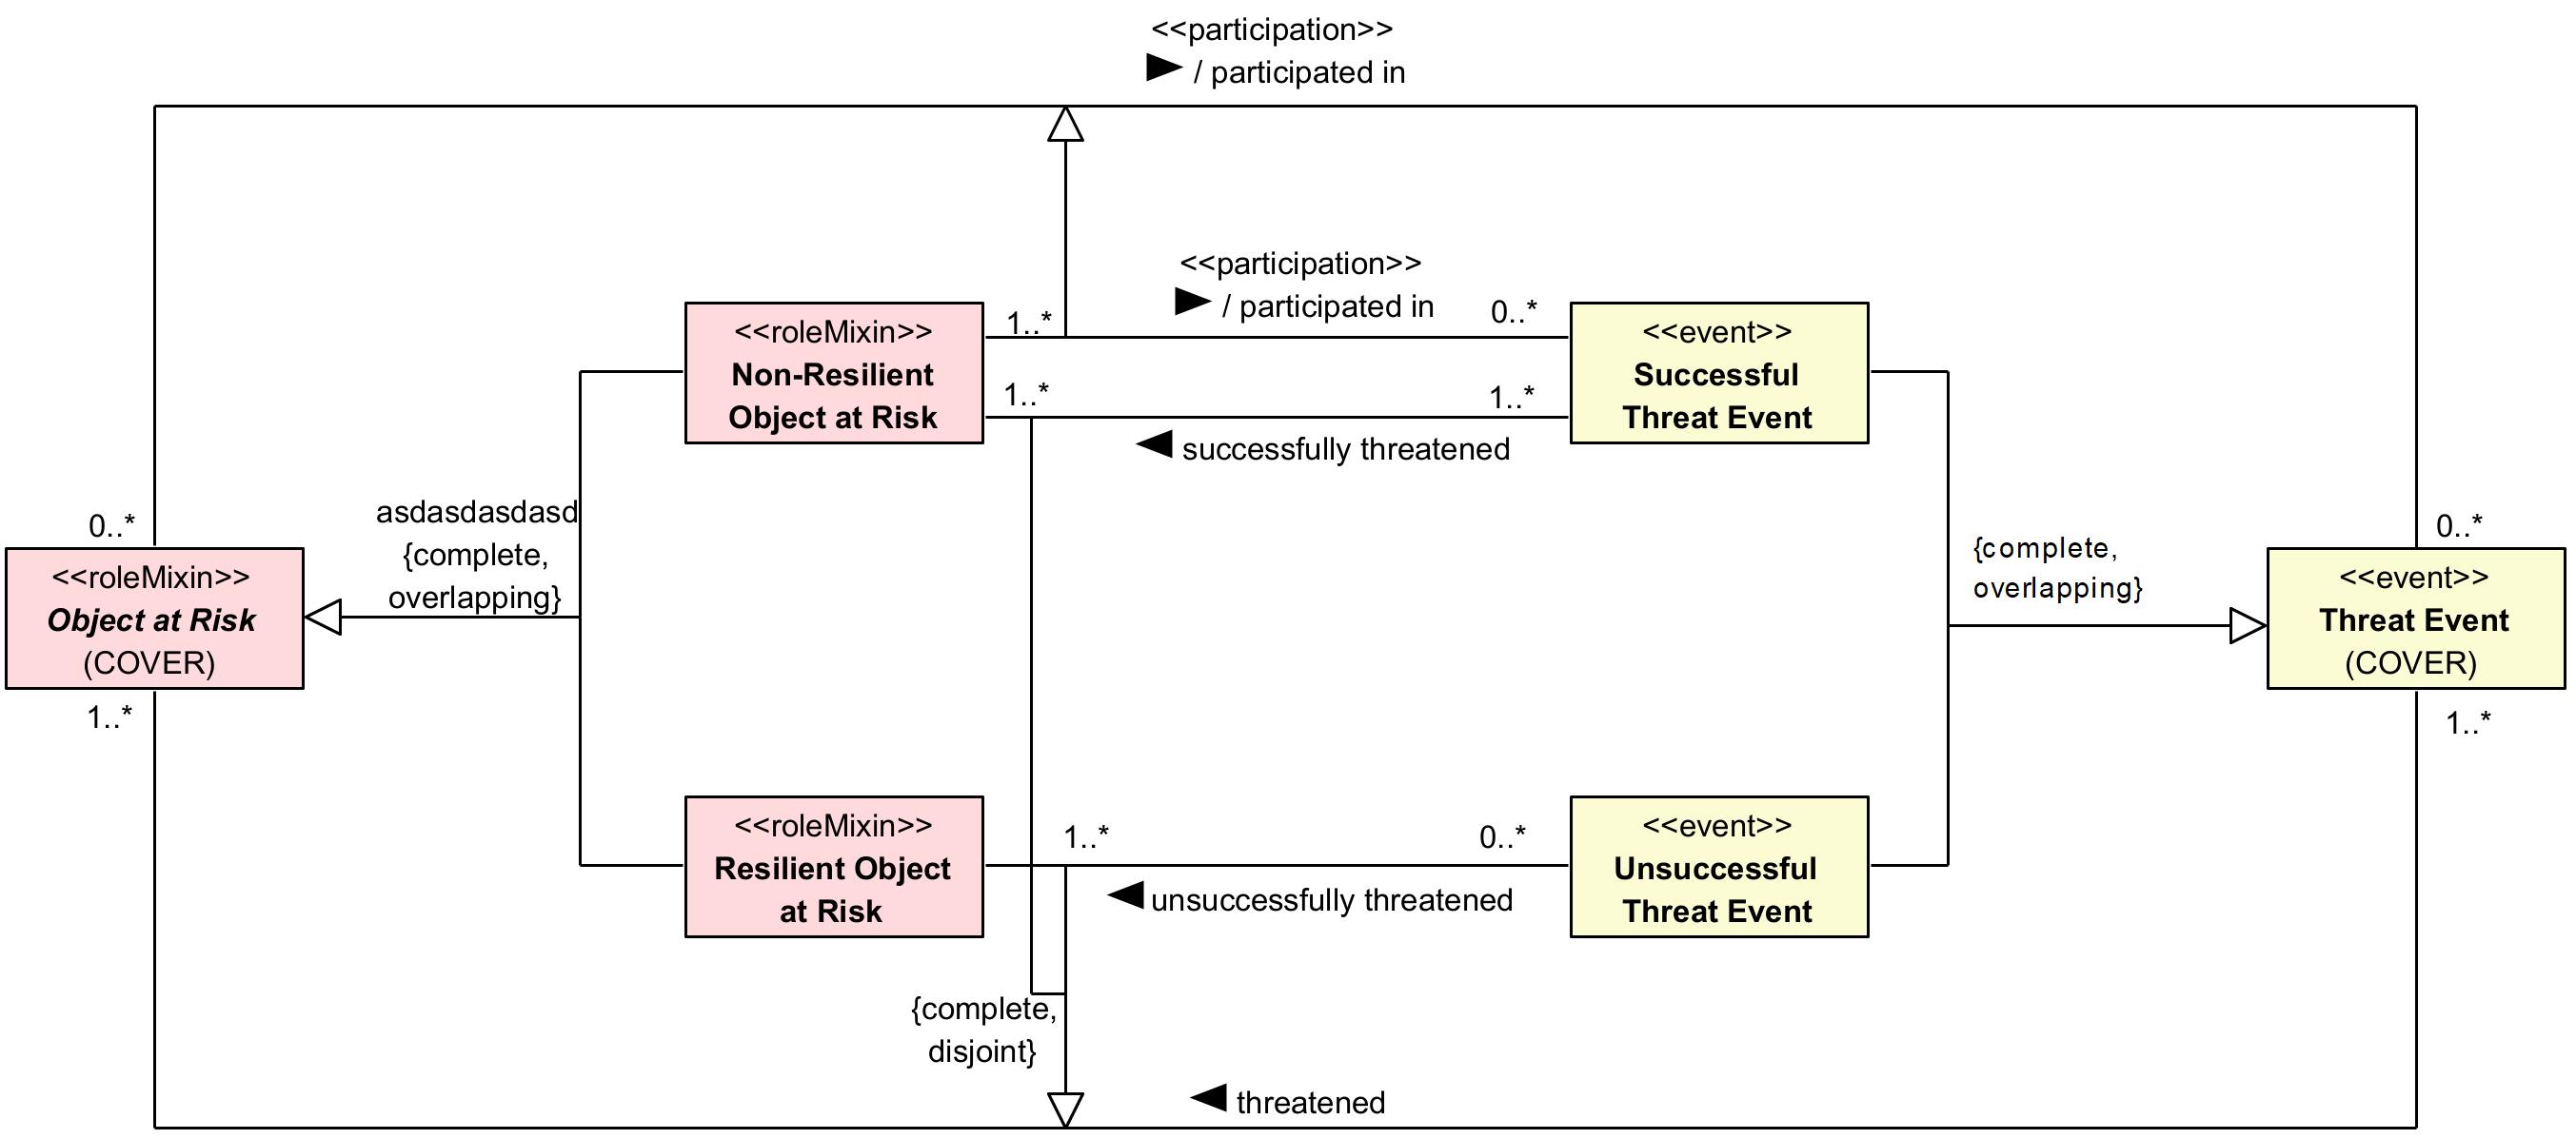 <<participation>>
► / participated in
<<participation>>
► / participated in
1..*
0..*
<<roleMixin>>
Non-Resilient
Object at Risk
<<event>>
Successful
Threat Event
1..*
1..*
◄ successfully threatened
asdasdasdasd
{complete,
overlapping}
{complete,
overlapping}
0..*
0..*
<<roleMixin>>
Object at Risk
(COVER)
<<event>>
Threat Event
(COVER)
1..*
1..*
<<roleMixin>>
Resilient Object
at Risk
1..*
0..*
◄ unsuccessfully threatened
<<event>>
Unsuccessful
Threat Event
{complete,
disjoint}
◄ threatened